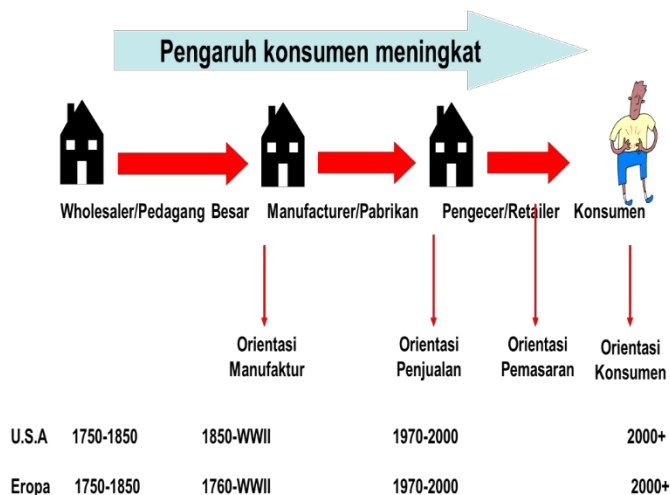 Pengaruh konsumen meningkat
Wholesaler/Pedagang Besar Manufacturer/Pabrikan Pengecer/Retailer Konsumen
Orientasi Manufaktur
Orientasi Penjualan
Orientasi Pemasaran
Orientasi Konsumen
U.S.A 1750-1850 1850-WWII 1970-2000 2000+
Eropa 1750-1850 1760-WWII 1970-2000 2000+